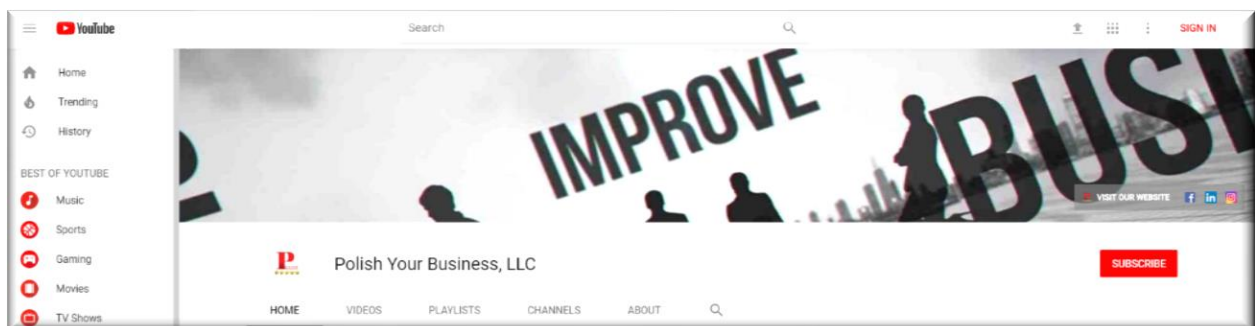 YouTube
Search
SIGN IN
Home
Trending
History
BEST OF YOUTUBE
Music
Sports
Gaming
Movies
TV Shows
IMPROVE
BUSI
VISIT OUR WEBSITE
P
Polish Your Business, LLC
SUBSCRIBE
HOME VIDEOS PLAYLISTS CHANNELS ABOUT